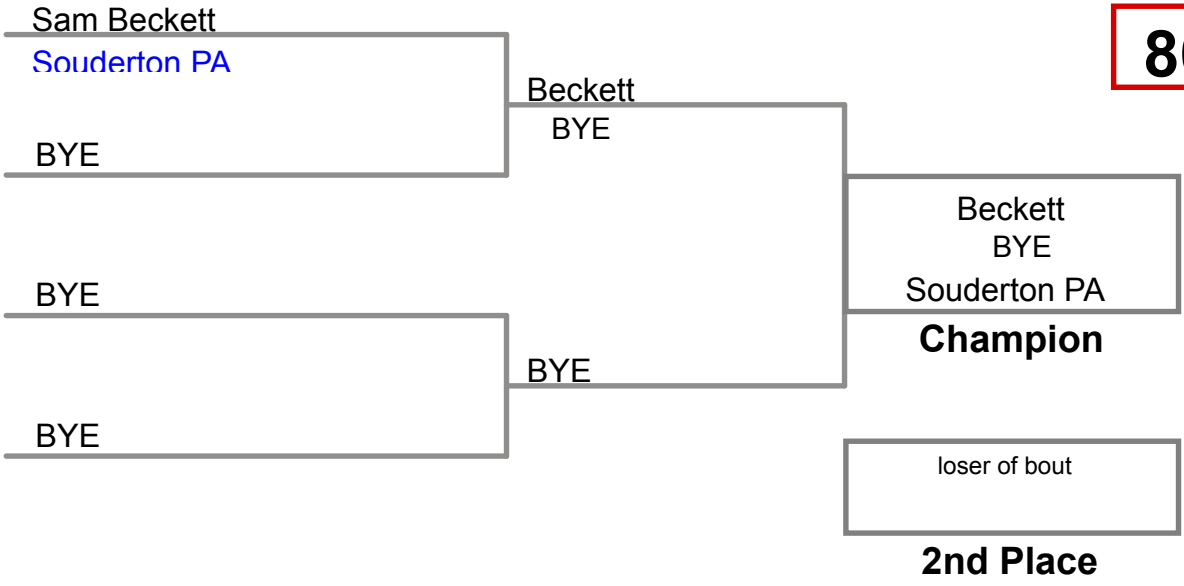 Sam Beckett
Souderton PA
BYE
BYE
BYE
Beckett
BYE
BYE
Beckett
BYE
Souderton PA
Champion
loser of bout
2nd Place